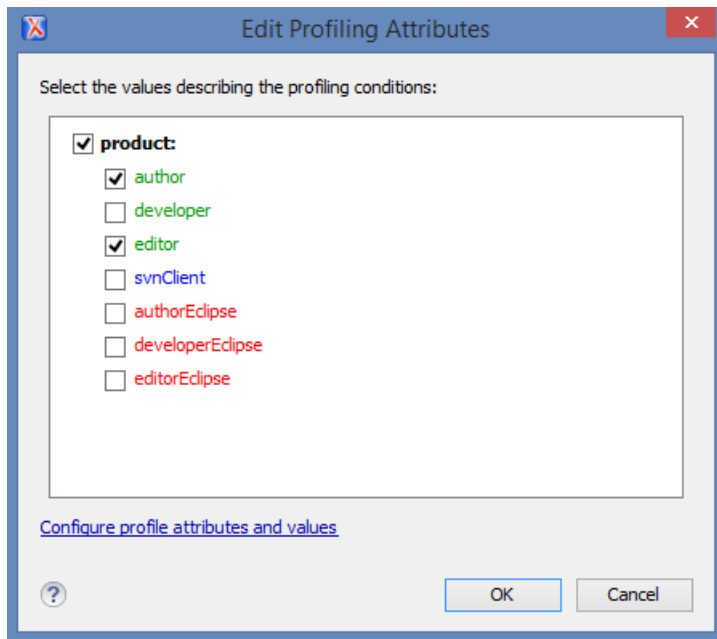 Edit Profiling Attributes
Select the values describing the profiling conditions:
product:
author
developer
editor
svnClient
authorEclipse
developerEclipse
editorEclipse
Configure profile attributes and values
?
OK
Cancel